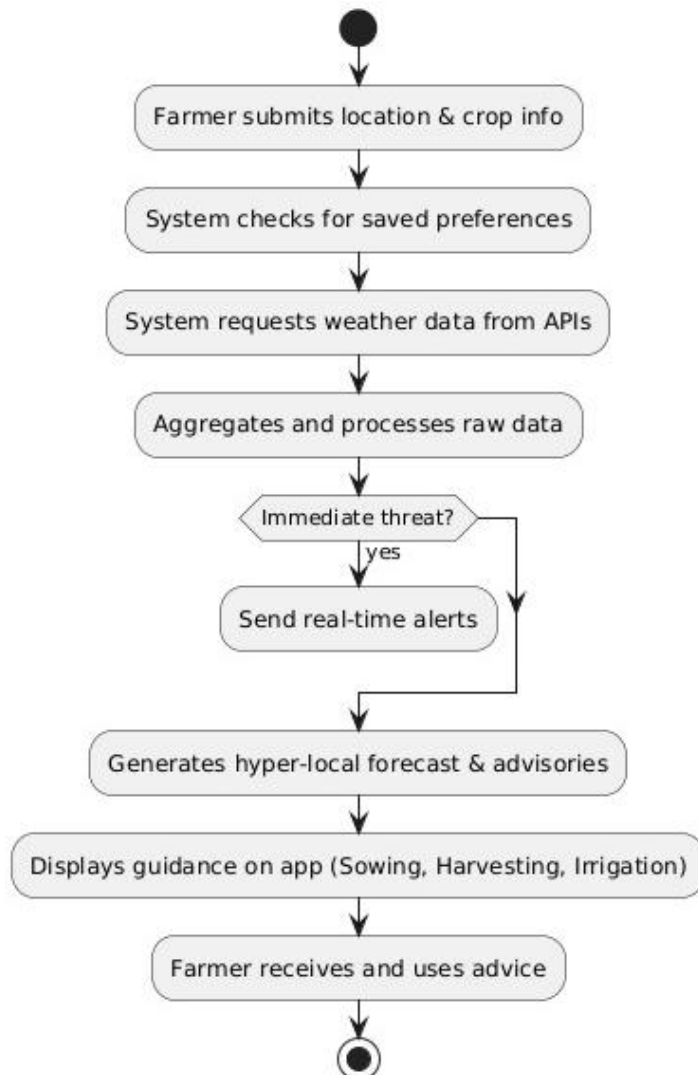 Farmer submits location & crop info
System checks for saved preferences
System requests weather data from APIs
Aggregates and processes raw data
Immediate threat?
yes
Send real-time alerts
Generates hyper-local forecast & advisories
Displays guidance on app (Sowing, Harvesting, Irrigation)
Farmer receives and uses advice